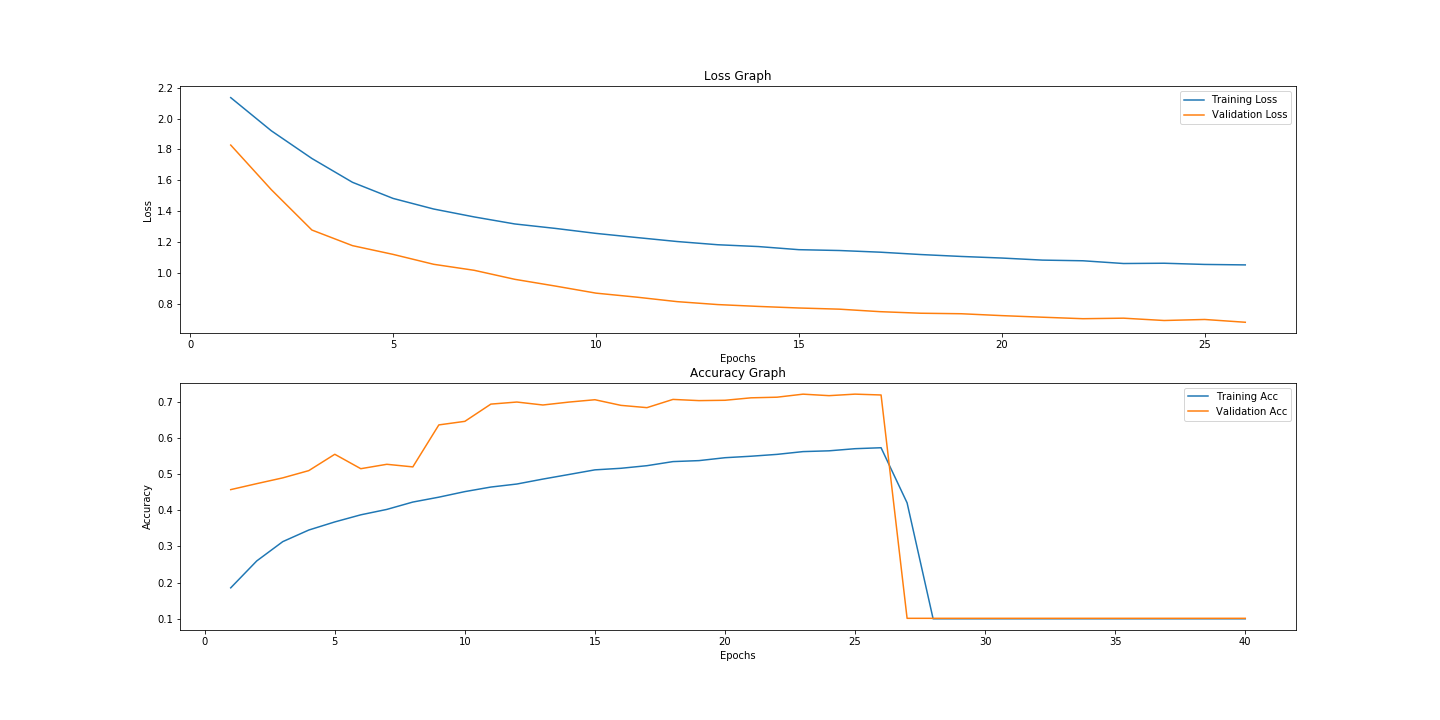 Loss Graph
2.2
2.0
1.8
1.6
1.4
1.2
1.0
0.8
Loss
Training Loss
Validation Loss
0 5 10 15 20 25
Epochs
Accuracy Graph
0.7
0.6
0.5
0.4
0.3
0.2
0.1
Accuracy
Training Acc
Validation Acc
0 5 10 15 20 25 30 35 40
Epochs